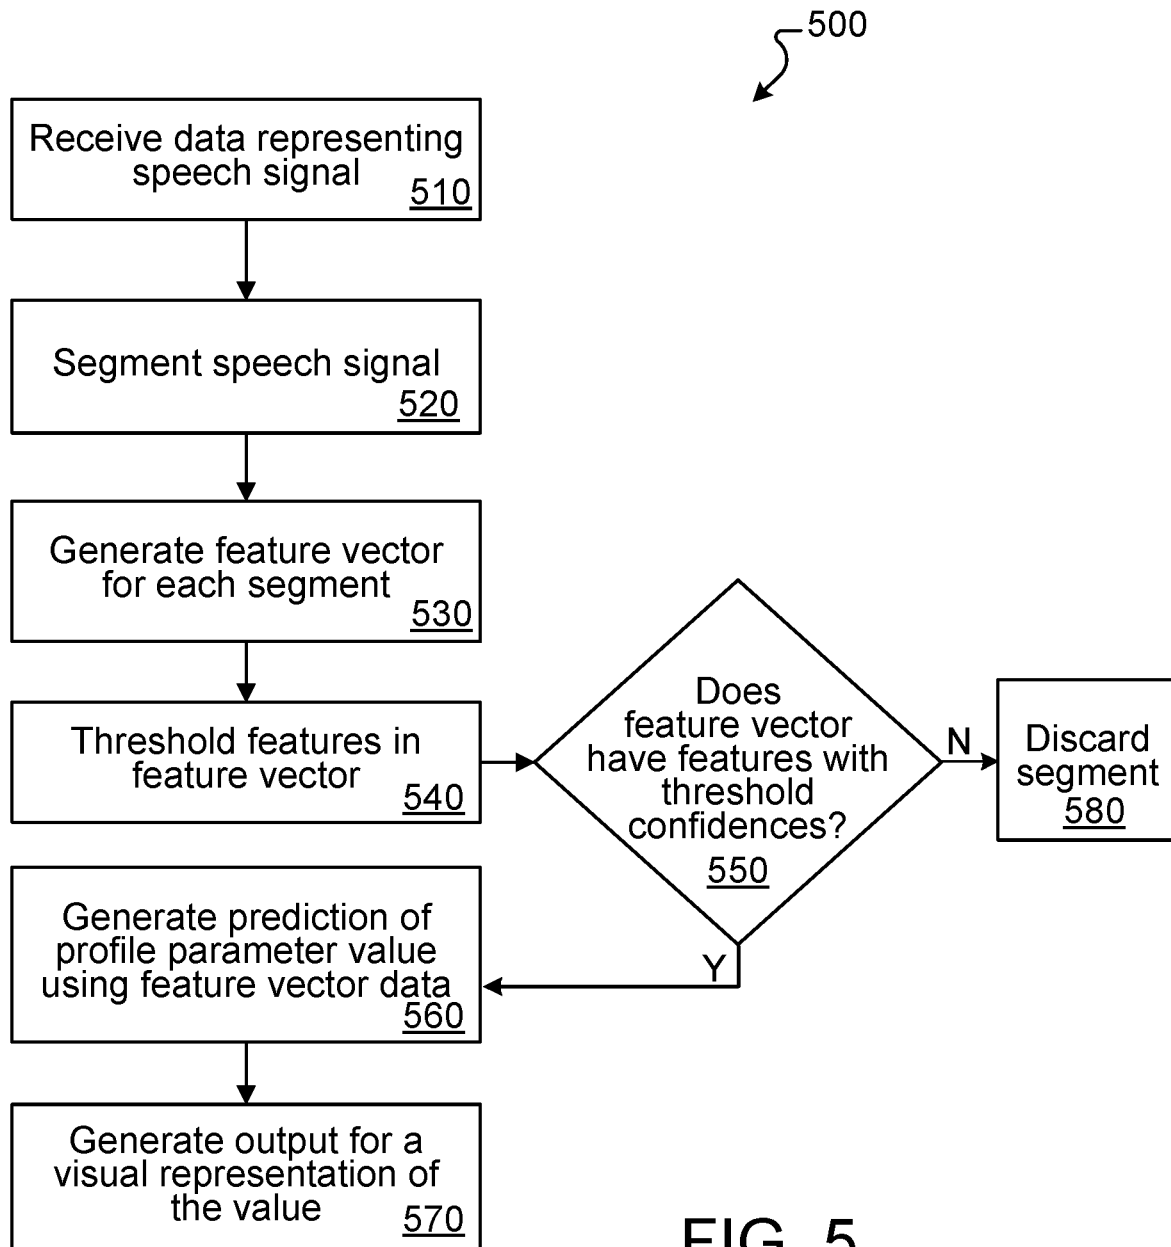 500
Receive data representing
speech signal
510
Segment speech signal
520
Generate feature vector
for each segment
530
Threshold features in
feature vector
540
Does
feature vector
have features with
threshold
confidences?
550
N
Discard
segment
580
Y
Generate prediction of
profile parameter value
using feature vector data
560
Generate output for a
visual representation of
the value
570
FIG. 5